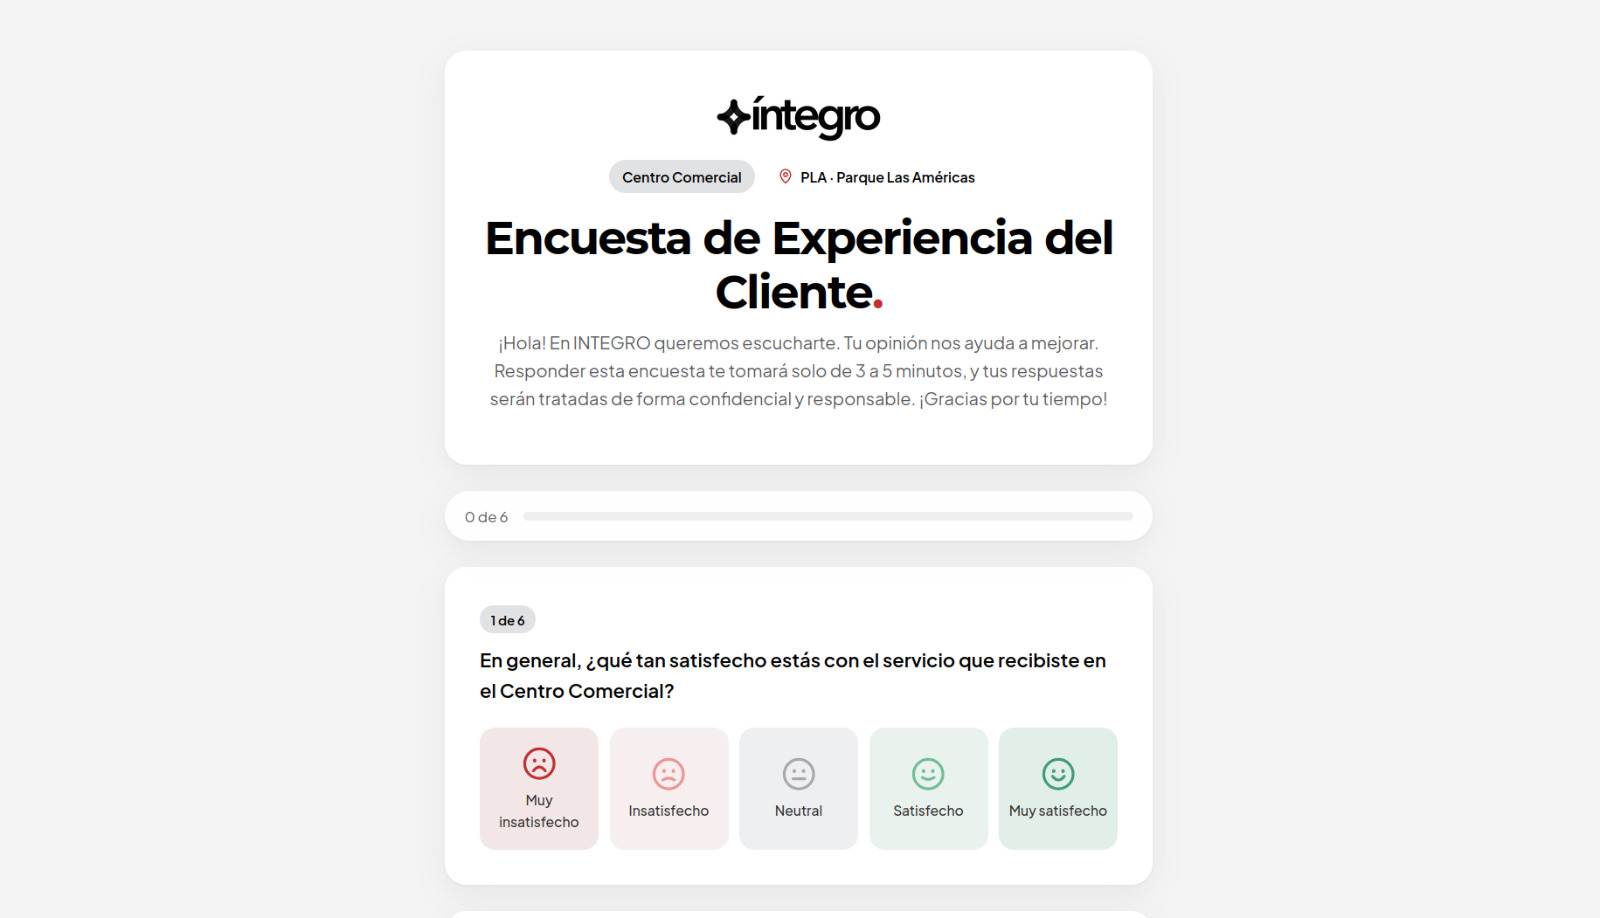 íntegro
Centro Comercial
PLA · Parque Las Américas
Encuesta de Experiencia del
Cliente.
¡Hola! En INTEGRO queremos escucharte. Tu opinión nos ayuda a mejorar.
Responder esta encuesta te tomará solo de 3 a 5 minutos, y tus respuestas
serán tratadas de forma confidencial y responsable. ¡Gracias por tu tiempo!
0 de 6
1 de 6
En general, ¿qué tan satisfecho estás con el servicio que recibiste en
el Centro Comercial?
Muy
insatisfecho
Insatisfecho
Neutral
Satisfecho
Muy satisfecho